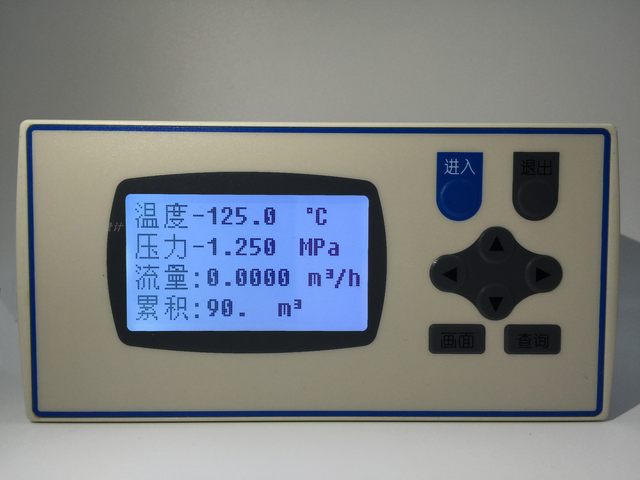 温度-125.0 °C
压力-1.250 MPa
流量:0.0000 m³/h
累积:90. m³
进入
退出
画面
查询